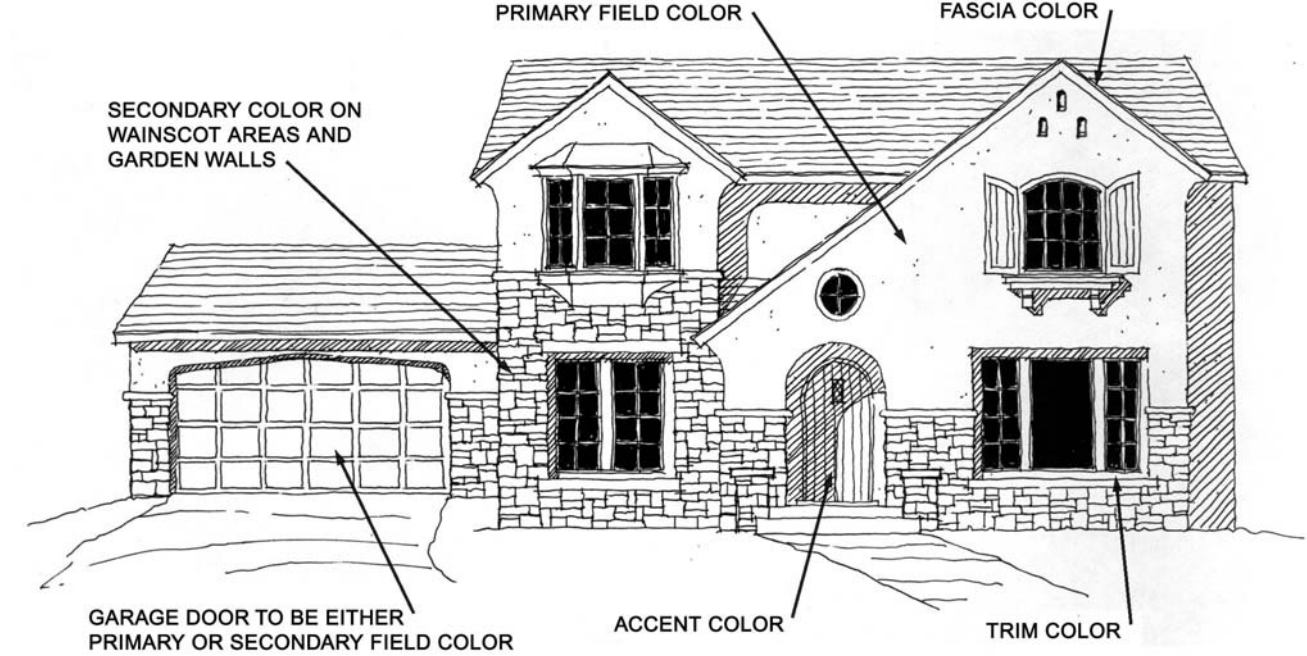 PRIMARY FIELD COLOR
FASCIA COLOR
SECONDARY COLOR ON
WAINSCOT AREAS AND
GARDEN WALLS
GARAGE DOOR TO BE EITHER
PRIMARY OR SECONDARY FIELD COLOR
ACCENT COLOR
TRIM COLOR